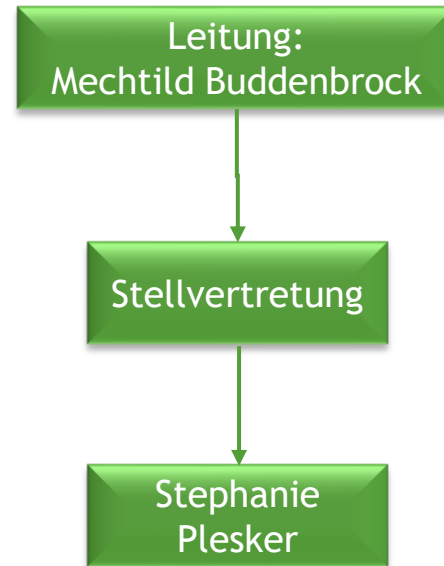 Leitung:
Mechtild Buddenbrock
Stellvertretung
Stephanie
Plesker